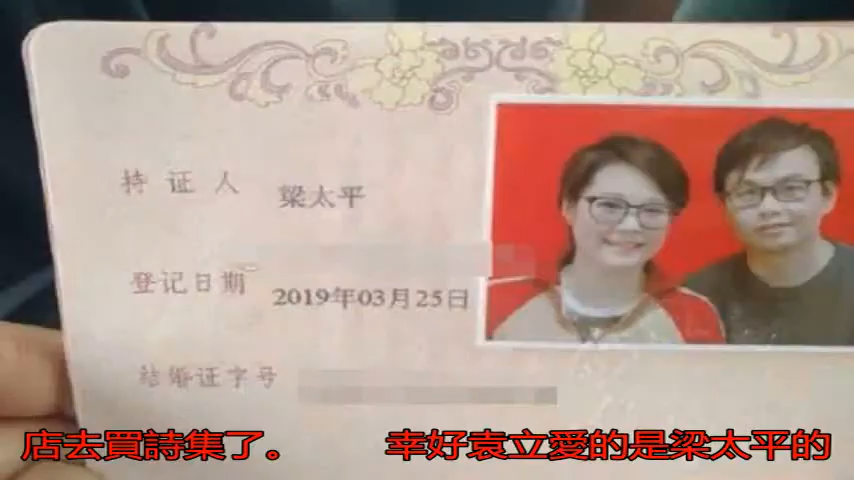 持证人 梁太平
登记日期 2019年03月25日
结婚证字号
店去買詩集了。 幸好袁立愛的是梁太平的